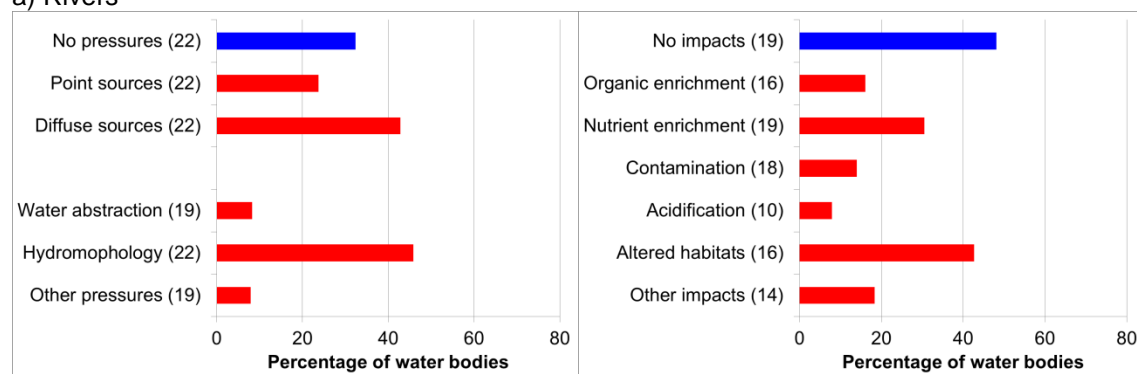 a) Rivers
No pressures (22)
Point sources (22)
Diffuse sources (22)
Water abstraction (19)
Hydromophology (22)
Other pressures (19)
0 20 40 60 80
Percentage of water bodies
No impacts (19)
Organic enrichment (16)
Nutrient enrichment (19)
Contamination (18)
Acidification (10)
Altered habitats (16)
Other impacts (14)
0 20 40 60 80
Percentage of water bodies